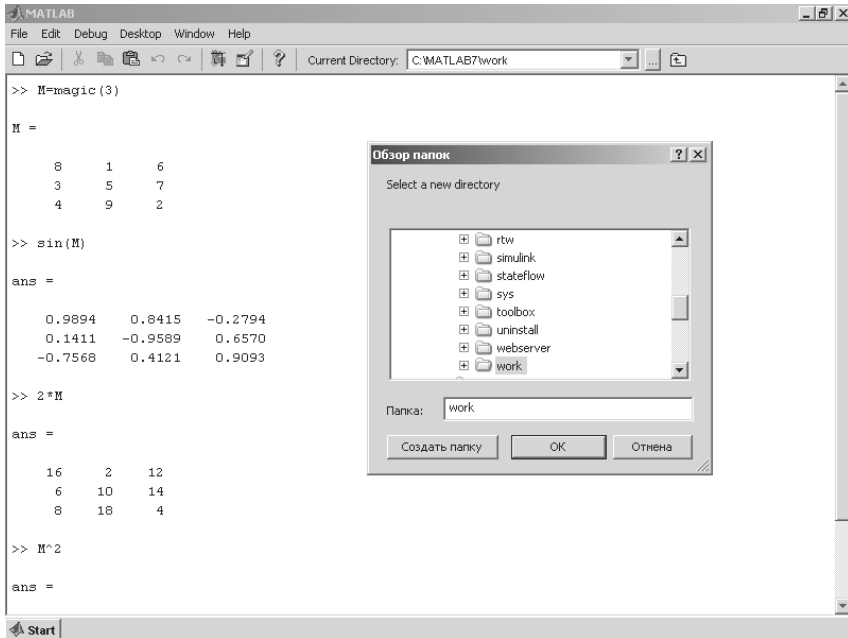 MATLAB
File Edit Debug Desktop Window Help
Current Directory: C:\MATLAB7\work
>> M=magic(3)
M =
8 1 6
3 5 7
4 9 2
>> sin(M)
ans =
0.9894 0.8415 -0.2794
0.1411 -0.9589 0.6570
-0.7568 0.4121 0.9093
>> 2*M
ans =
16 2 12
6 10 14
8 18 4
>> M^2
ans =
Обзор папок
Select a new directory
rtw
simulink
stateflow
sys
toolbox
uninstall
webserver
work
Папка: work
Создать папку OK Отмена
Start